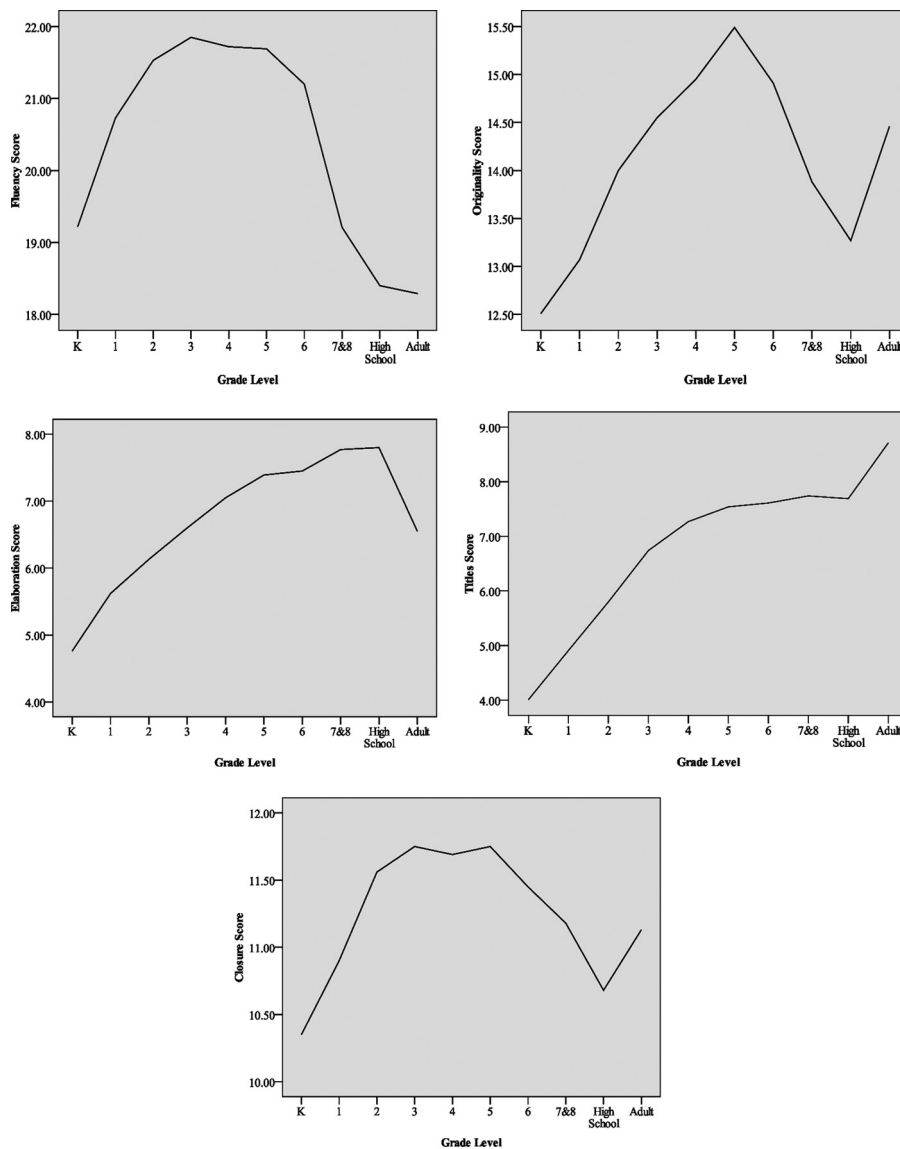 Fluency Score
22.00
21.00
20.00
19.00
18.00
K 1 2 3 4 5 6 7&8 High School Adult
Grade Level
Originality Score
15.50
15.00
14.50
14.00
13.50
13.00
12.50
K 1 2 3 4 5 6 7&8 High School Adult
Grade Level
Elaboration Score
8.00
7.00
6.00
5.00
4.00
K 1 2 3 4 5 6 7&8 High School Adult
Grade Level
Titles Score
9.00
8.00
7.00
6.00
5.00
4.00
K 1 2 3 4 5 6 7&8 High School Adult
Grade Level
Closure Score
12.00
11.50
11.00
10.50
10.00
K 1 2 3 4 5 6 7&8 High School Adult
Grade Level